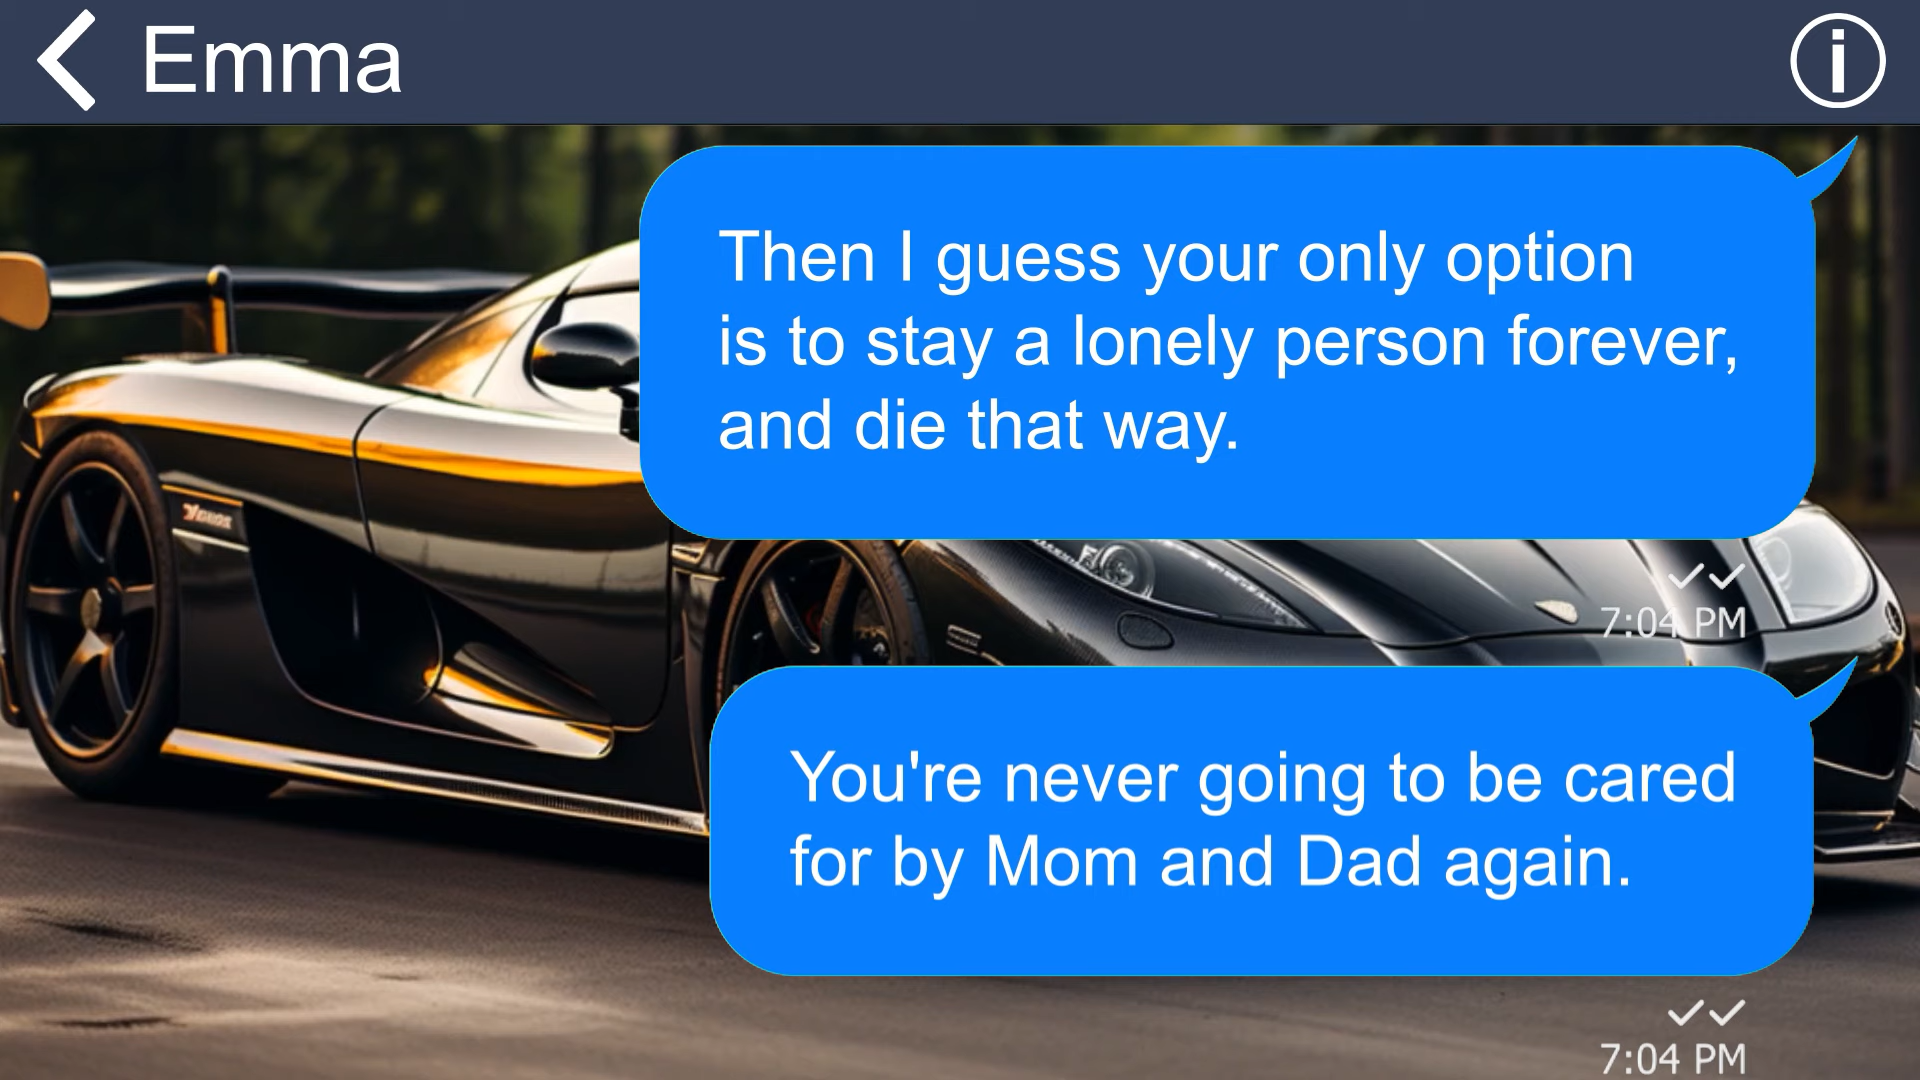 Emma
Then I guess your only option
is to stay a lonely person forever,
and die that way.
7:04 PM
You're never going to be cared
for by Mom and Dad again.
7:04 PM